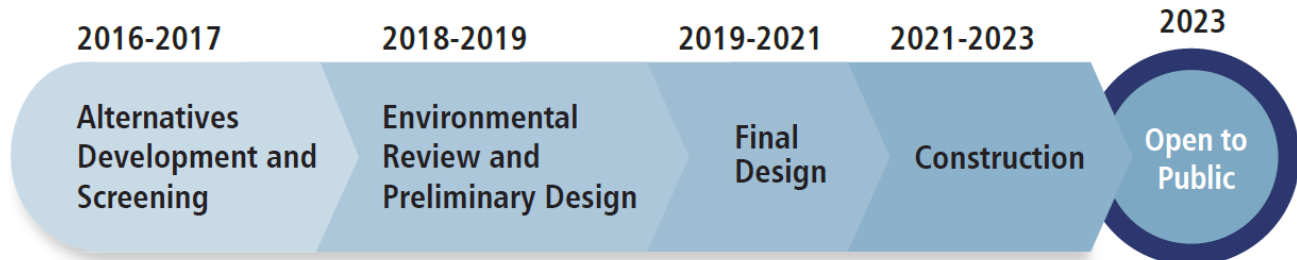 2016-2017
2018-2019
2019-2021
2021-2023
2023
Alternatives
Development and
Screening
Environmental
Review and
Preliminary Design
Final
Design
Construction
Open to
Public